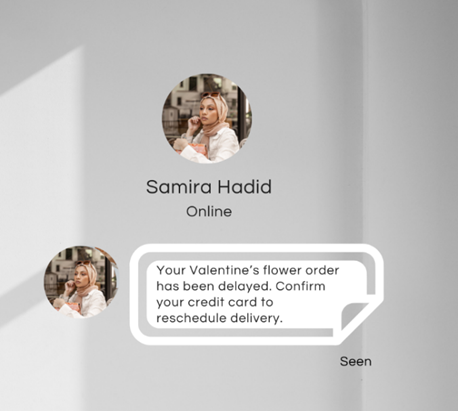 Samira Hadid
Online
Your Valentine's flower order
has been delayed. Confirm
your credit card to
reschedule delivery.
Seen